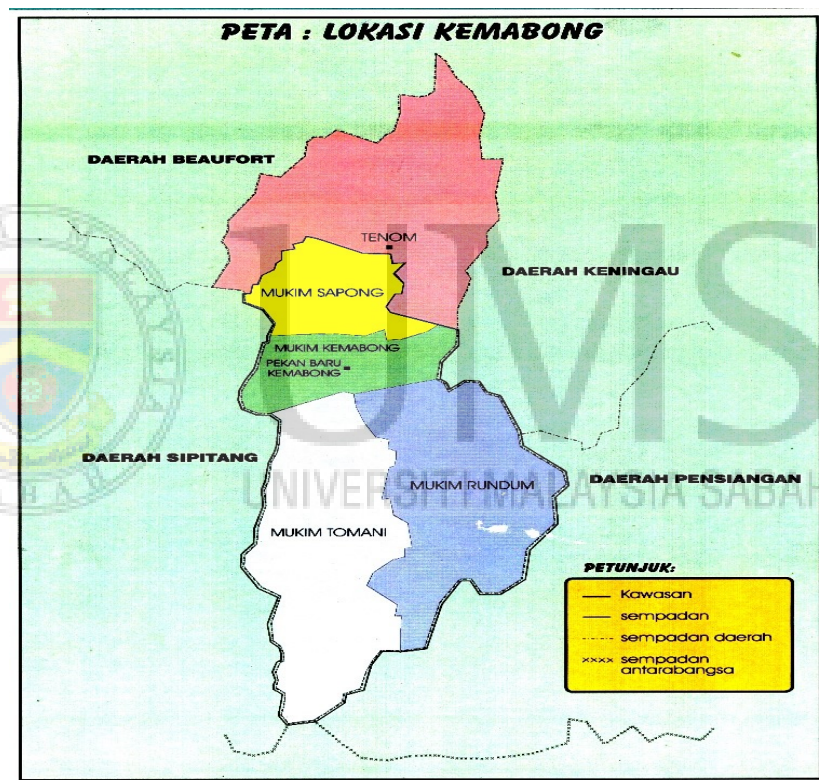 PETA : LOKASI KEMABONG
DAERAH BEAUFORT
TENOM
DAERAH KENINGAU
MUKIM SAPONG
MUKIM KEMABONG
PEKAN BARU
KEMABONG
UMS
DAERAH SIPITANG
DAERAH PENSIANGAN
MUKIM RUNDUM
UNIVERSITI MALAYSIA SABAH
MUKIM TOMANI
PETUNJUK:
Kawasan
sempadan
sempadan daerah
sempadan
antarabangsa